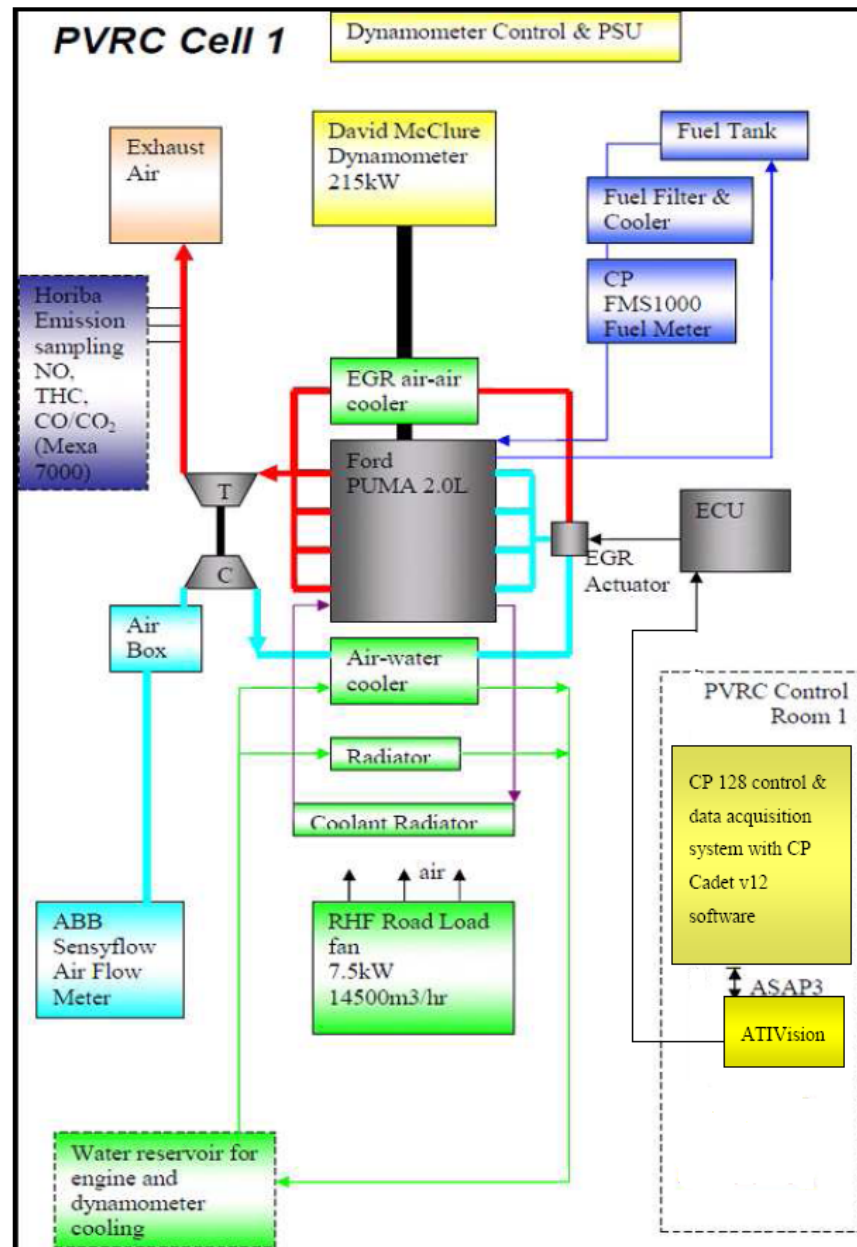 PVRC Cell 1
Dynamometer Control & PSU
Exhaust
Air
David McClure
Dynamometer
215kW
Fuel Tank
Fuel Filter &
Cooler
CP
FMS1000
Fuel Meter
Horiba
Emission
sampling
NO,
THC,
CO/CO₂
(Mexa
7000)
EGR air-air
cooler
Ford
PUMA 2.0L
T
C
ECU
EGR
Actuator
Air
Box
Air-water
cooler
Radiator
Coolant Radiator
air
ABB
Sensyflow
Air Flow
Meter
RHF Road Load
fan
7.5kW
14500m3/hr
PVRC Control
Room 1
CP 128 control &
data acquisition
system with CP
Cadet v12
software
ASAP3
ATIVision
Water reservoir for
engine and
dynamometer
cooling